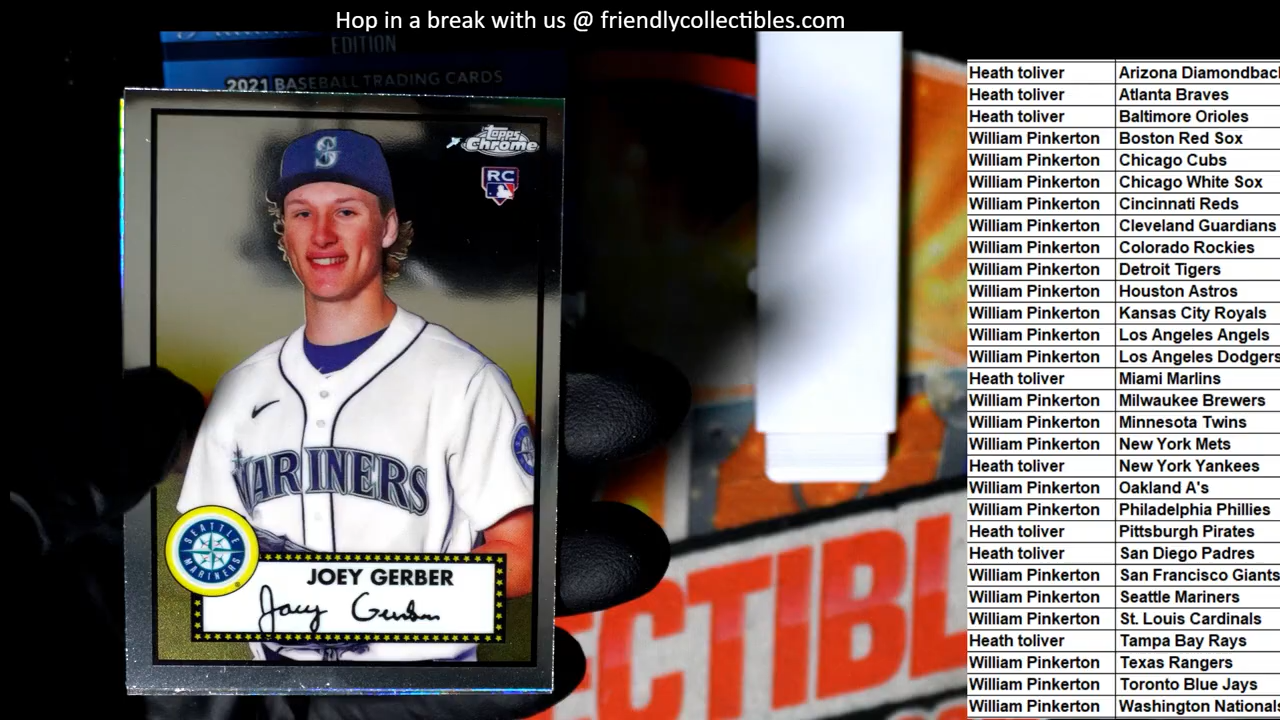 Hop in a break with us @ friendlycollectibles.com
EDITION
2021 BASEBALL TRADING CARDS
Topps
Chrome
RC
S
MARINERS
SEATTLE
MARINERS
JOEY GERBER
Joey Gerber
ECTIBL
Heath toliver Arizona Diamondbac
Heath toliver Atlanta Braves
Heath toliver Baltimore Orioles
William Pinkerton Boston Red Sox
William Pinkerton Chicago Cubs
William Pinkerton Chicago White Sox
William Pinkerton Cincinnati Reds
William Pinkerton Cleveland Guardians
William Pinkerton Colorado Rockies
William Pinkerton Detroit Tigers
William Pinkerton Houston Astros
William Pinkerton Kansas City Royals
William Pinkerton Los Angeles Angels
William Pinkerton Los Angeles Dodgers
Heath toliver Miami Marlins
William Pinkerton Milwaukee Brewers
William Pinkerton Minnesota Twins
William Pinkerton New York Mets
Heath toliver New York Yankees
William Pinkerton Oakland A's
William Pinkerton Philadelphia Phillies
Heath toliver Pittsburgh Pirates
Heath toliver San Diego Padres
William Pinkerton San Francisco Giants
William Pinkerton Seattle Mariners
William Pinkerton St. Louis Cardinals
Heath toliver Tampa Bay Rays
William Pinkerton Texas Rangers
William Pinkerton Toronto Blue Jays
William Pinkerton Washington Nationals